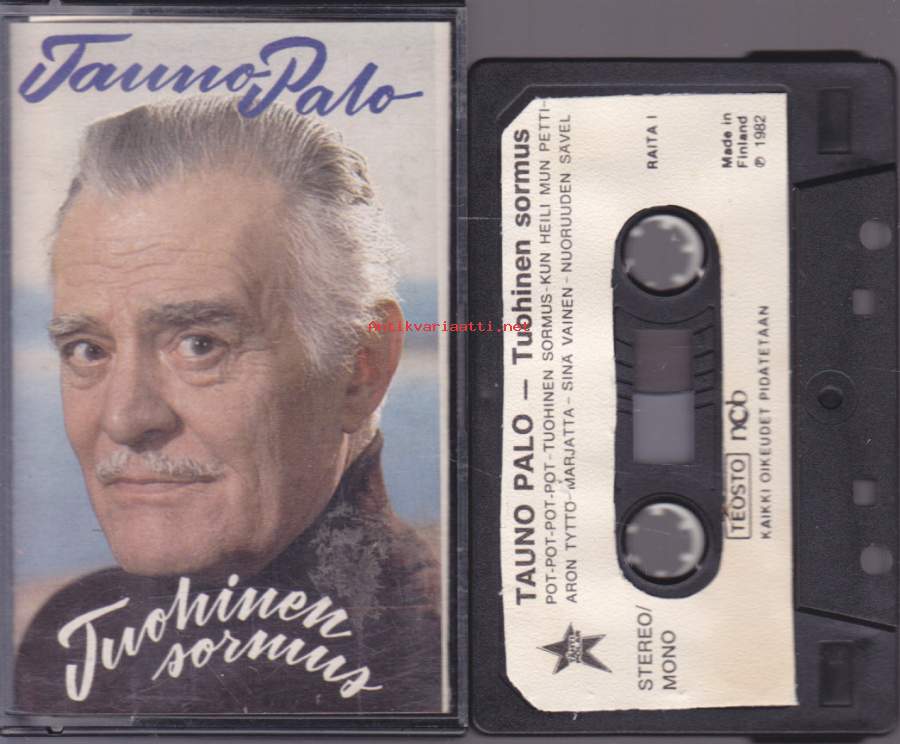 Tauno Palo
Tuohinen
sormus
Antikvariaatti.net
TAUNO PALO — Tuohinen sormus
POT-POT-POT-POT-TUOHINEN SORMUS-KUN HEILI MUN PETTI-
ARON TYTTÖ-MARJATTA-SINÄ VAINEN-NUORUUDEN SÄVEL
RAITA I
Made in
Finland
℗ 1982
STEREO/
MONO
TEOSTO ncb
KAIKKI OIKEUDET PIDÄTETÄÄN